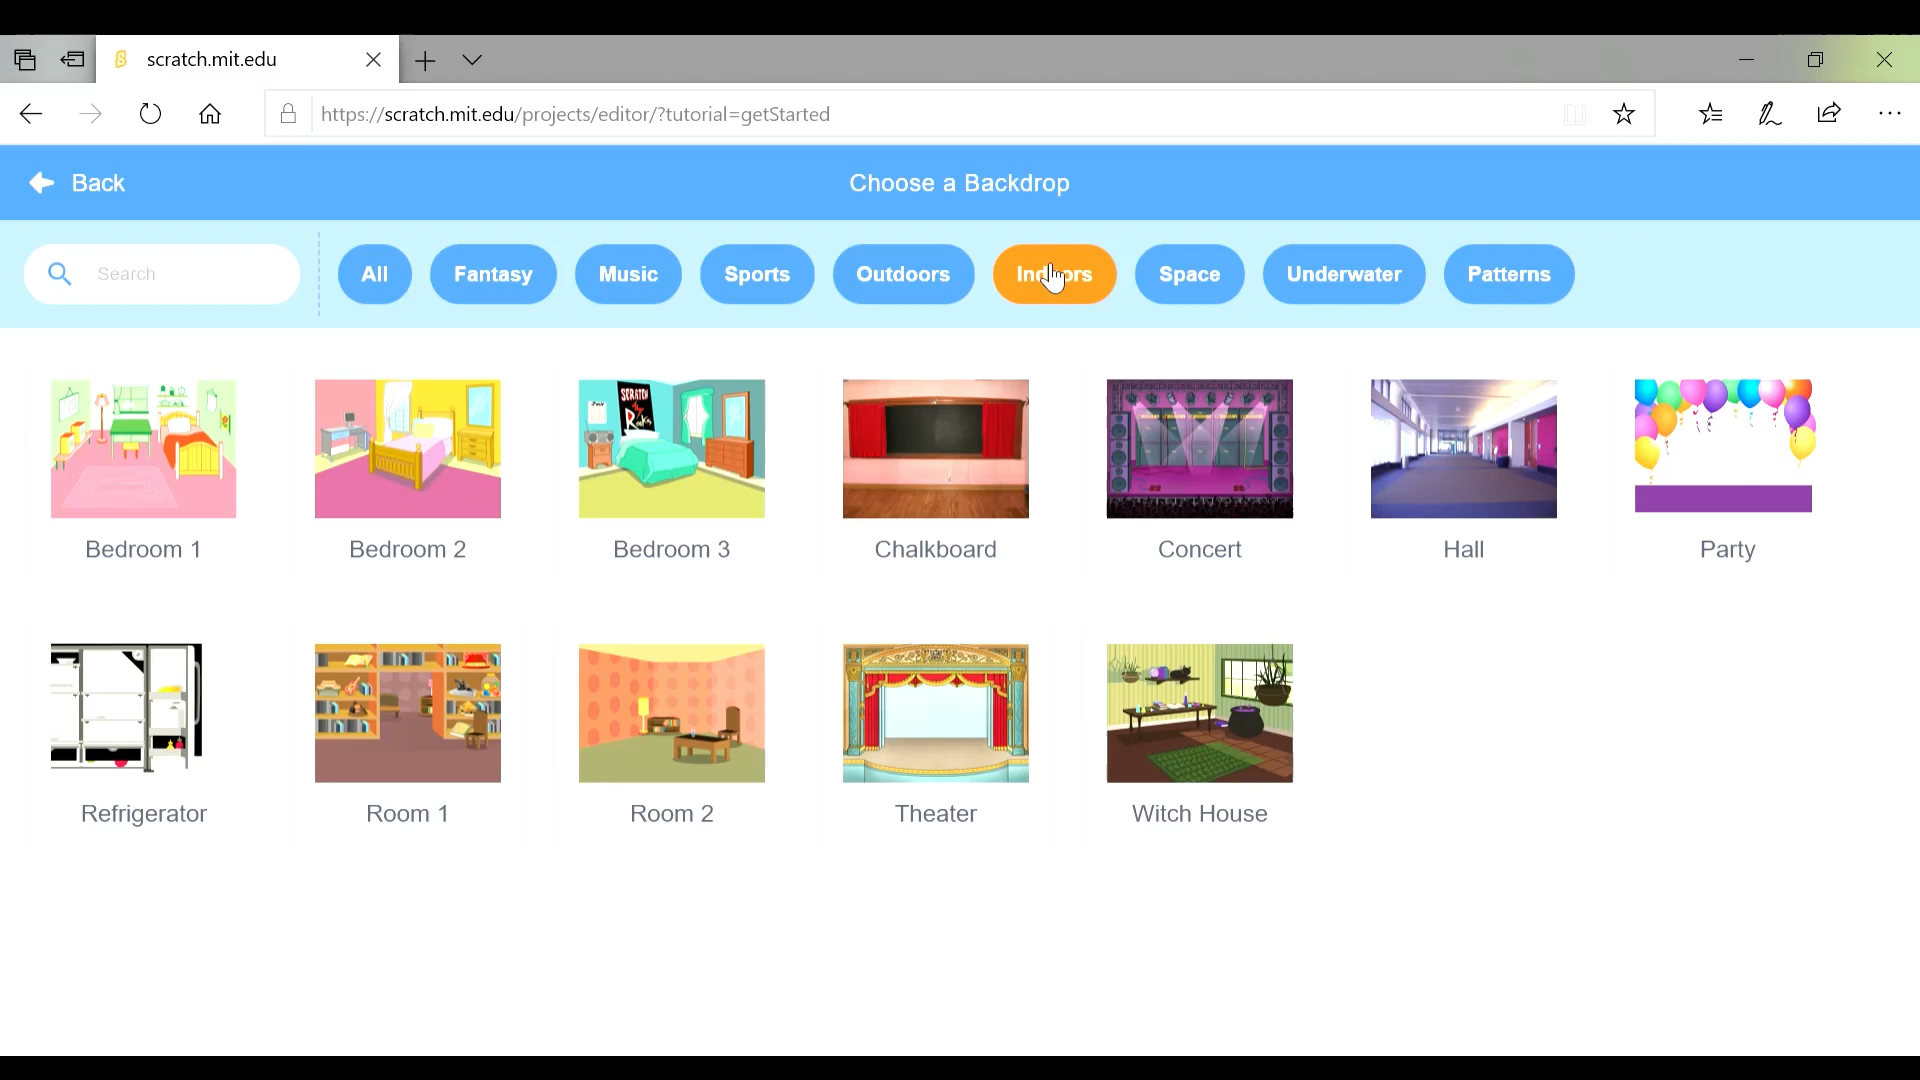 scratch.mit.edu
https://scratch.mit.edu/projects/editor/?tutorial=getStarted
Back
Choose a Backdrop
Search
All
Fantasy
Music
Sports
Outdoors
Indoors
Space
Underwater
Patterns
SCRATCH
Bedroom 1
Bedroom 2
Bedroom 3
Chalkboard
Concert
Hall
Party
Refrigerator
Room 1
Room 2
Theater
Witch House